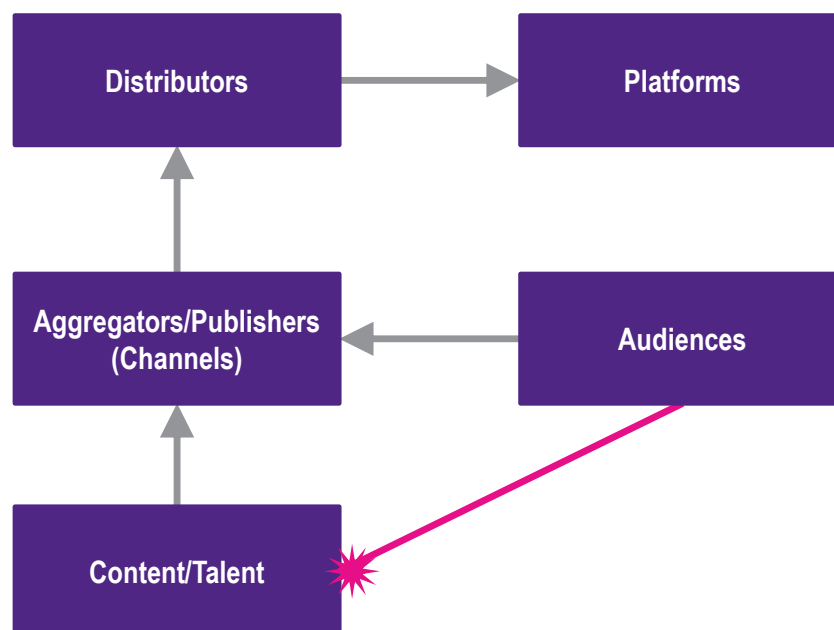 Distributors
Platforms
Aggregators/Publishers
(Channels)
Audiences
Content/Talent